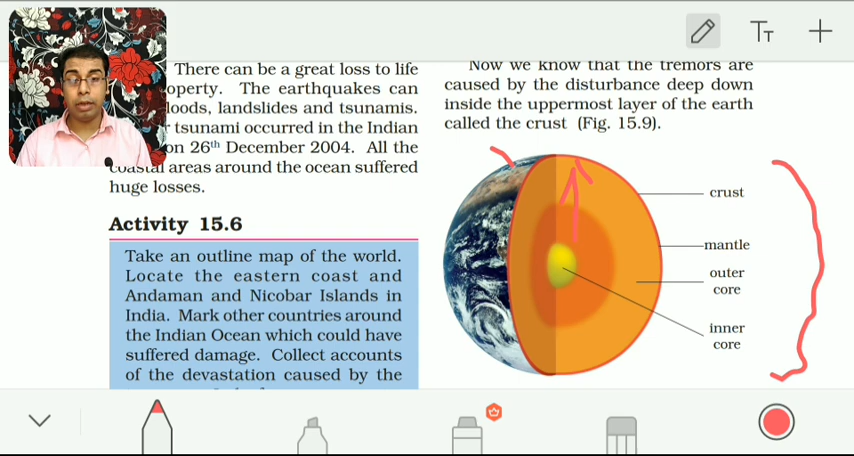 There can be a great loss to life
operty. The earthquakes can
loods, landslides and tsunamis.
r tsunami occurred in the Indian
on 26th December 2004. All the
coastal areas around the ocean suffered
huge losses.
Activity 15.6
Take an outline map of the world.
Locate the eastern coast and
Andaman and Nicobar Islands in
India. Mark other countries around
the Indian Ocean which could have
suffered damage. Collect accounts
of the devastation caused by the
Now we know that the tremors are
caused by the disturbance deep down
inside the uppermost layer of the earth
called the crust (Fig. 15.9).
crust
mantle
outer
core
inner
core
TT